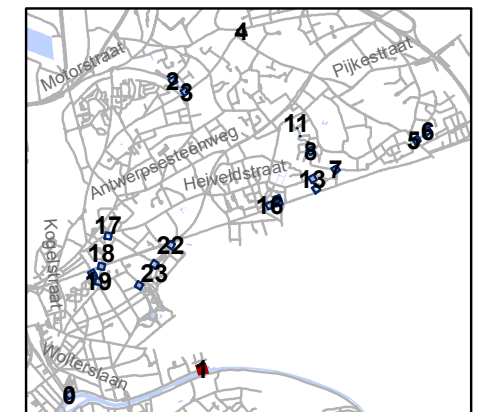 4
Motorstraat
Pijkestraat
2
3
11
6
5
8
Antwerpsesteenweg
Heiveldstraat
7
13
16
17
22
18
Kogelstraat
19
23
Wolterslaan
1
9